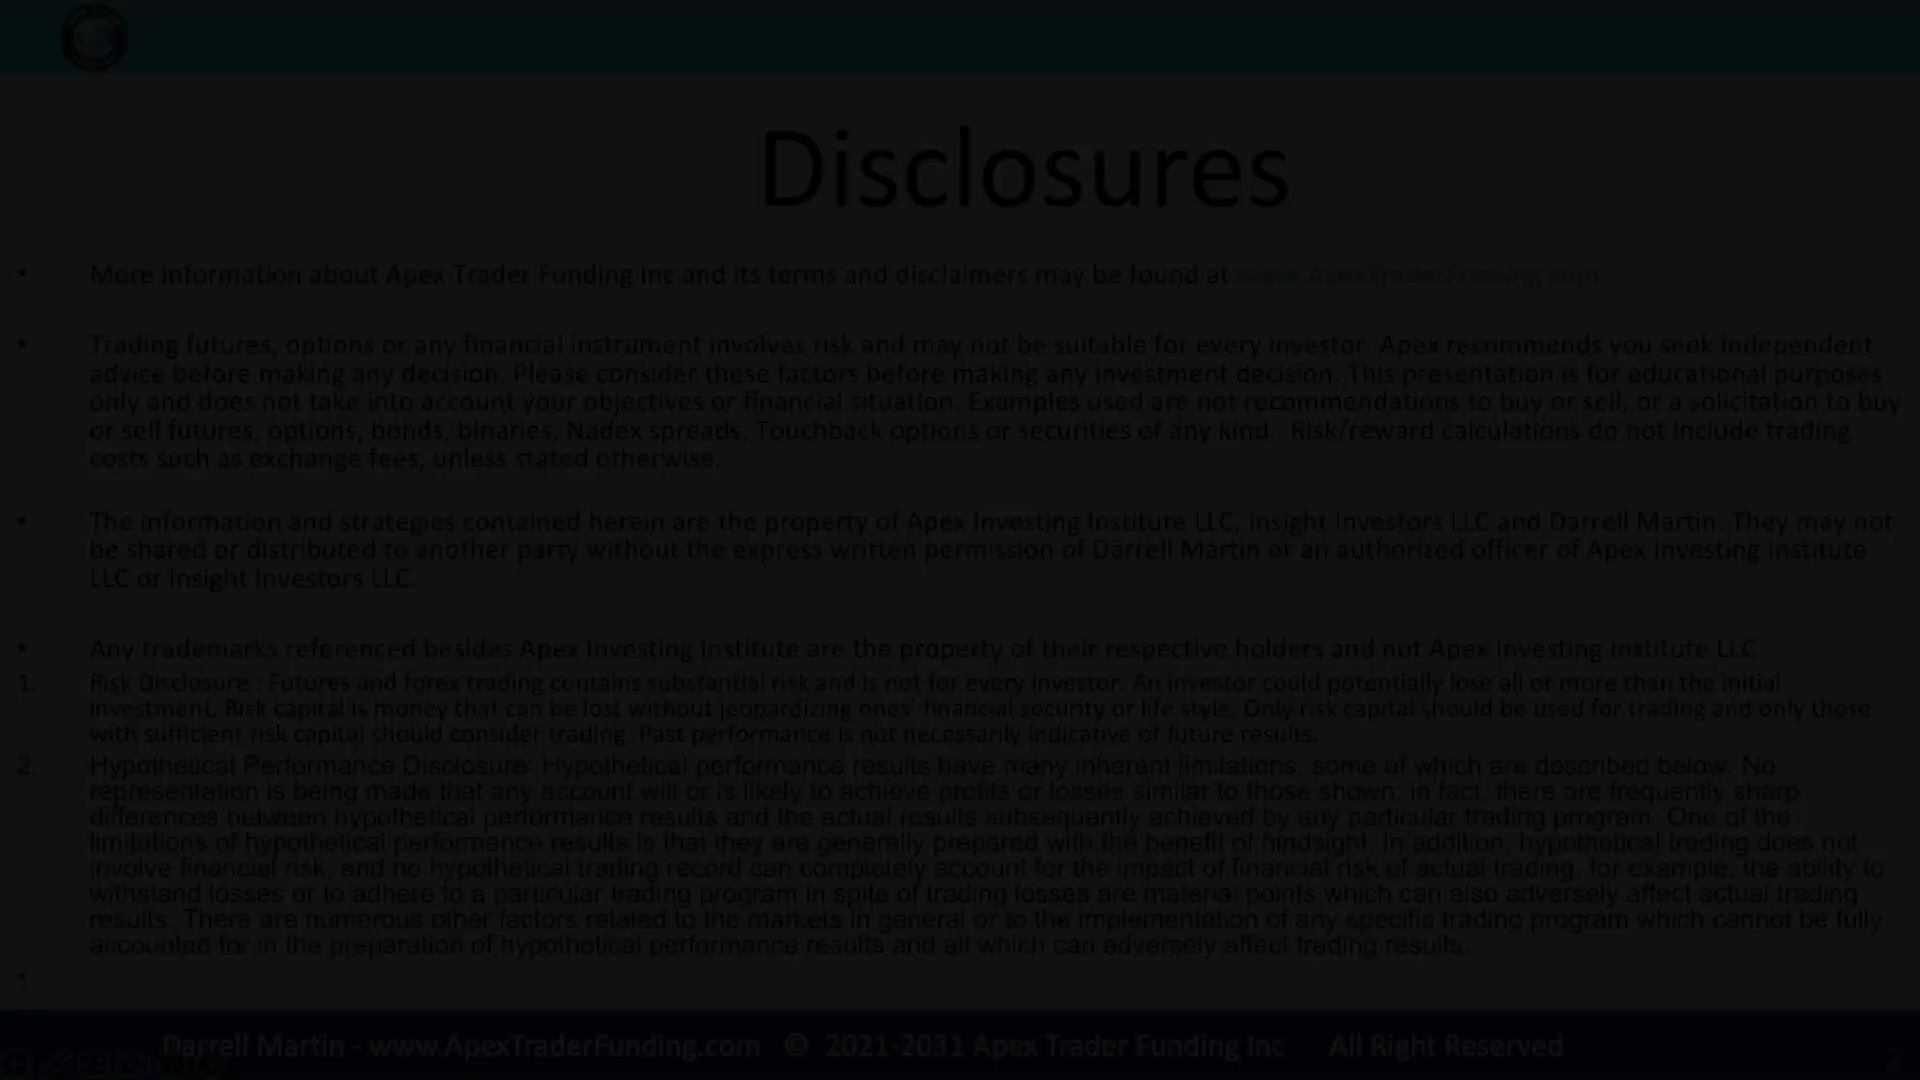 Disclosures
• More information about Apex Trader Funding Inc and its terms and disclaimers may be found at www.ApexTraderFunding.com
• Trading futures, options or any financial instrument involves risk and may not be suitable for every investor. Apex recommends you seek independent
advice before making any decision. Please consider these factors before making any investment decision. This presentation is for educational purposes
only and does not take into account your objectives or financial situation. Examples used are not recommendations to buy or sell, or a solicitation to buy
or sell futures, options, bonds, binaries, Nadex spreads, Touchback options or securities of any kind. Risk/reward calculations do not include trading
costs such as exchange fees, unless stated otherwise.
• The information and strategies contained herein are the property of Apex Investing Institute LLC, Insight Investors LLC and Darrell Martin. They may not
be shared or distributed to another party without the express written permission of Darrell Martin or an authorized officer of Apex Investing Institute
LLC or Insight Investors LLC.
• Any trademarks referenced besides Apex Investing Institute are the property of their respective holders and not Apex Investing Institute LLC
1. Risk Disclosure : Futures and forex trading contains substantial risk and is not for every investor. An investor could potentially lose all or more than the initial
investment. Risk capital is money that can be lost without jeopardizing ones' financial security or life style. Only risk capital should be used for trading and only those
with sufficient risk capital should consider trading. Past performance is not necessarily indicative of future results.
2. Hypothetical Performance Disclosure: Hypothetical performance results have many inherent limitations, some of which are described below. No
representation is being made that any account will or is likely to achieve profits or losses similar to those shown; in fact, there are frequently sharp
differences between hypothetical performance results and the actual results subsequently achieved by any particular trading program. One of the
limitations of hypothetical performance results is that they are generally prepared with the benefit of hindsight. In addition, hypothetical trading does not
involve financial risk, and no hypothetical trading record can completely account for the impact of financial risk of actual trading. for example, the ability to
withstand losses or to adhere to a particular trading program in spite of trading losses are material points which can also adversely affect actual trading
results. There are numerous other factors related to the markets in general or to the implementation of any specific trading program which cannot be fully
accounted for in the preparation of hypothetical performance results and all which can adversely affect trading results.
Darrell Martin - www.ApexTraderFunding.com © 2021-2031 Apex Trader Funding Inc All Right Reserved